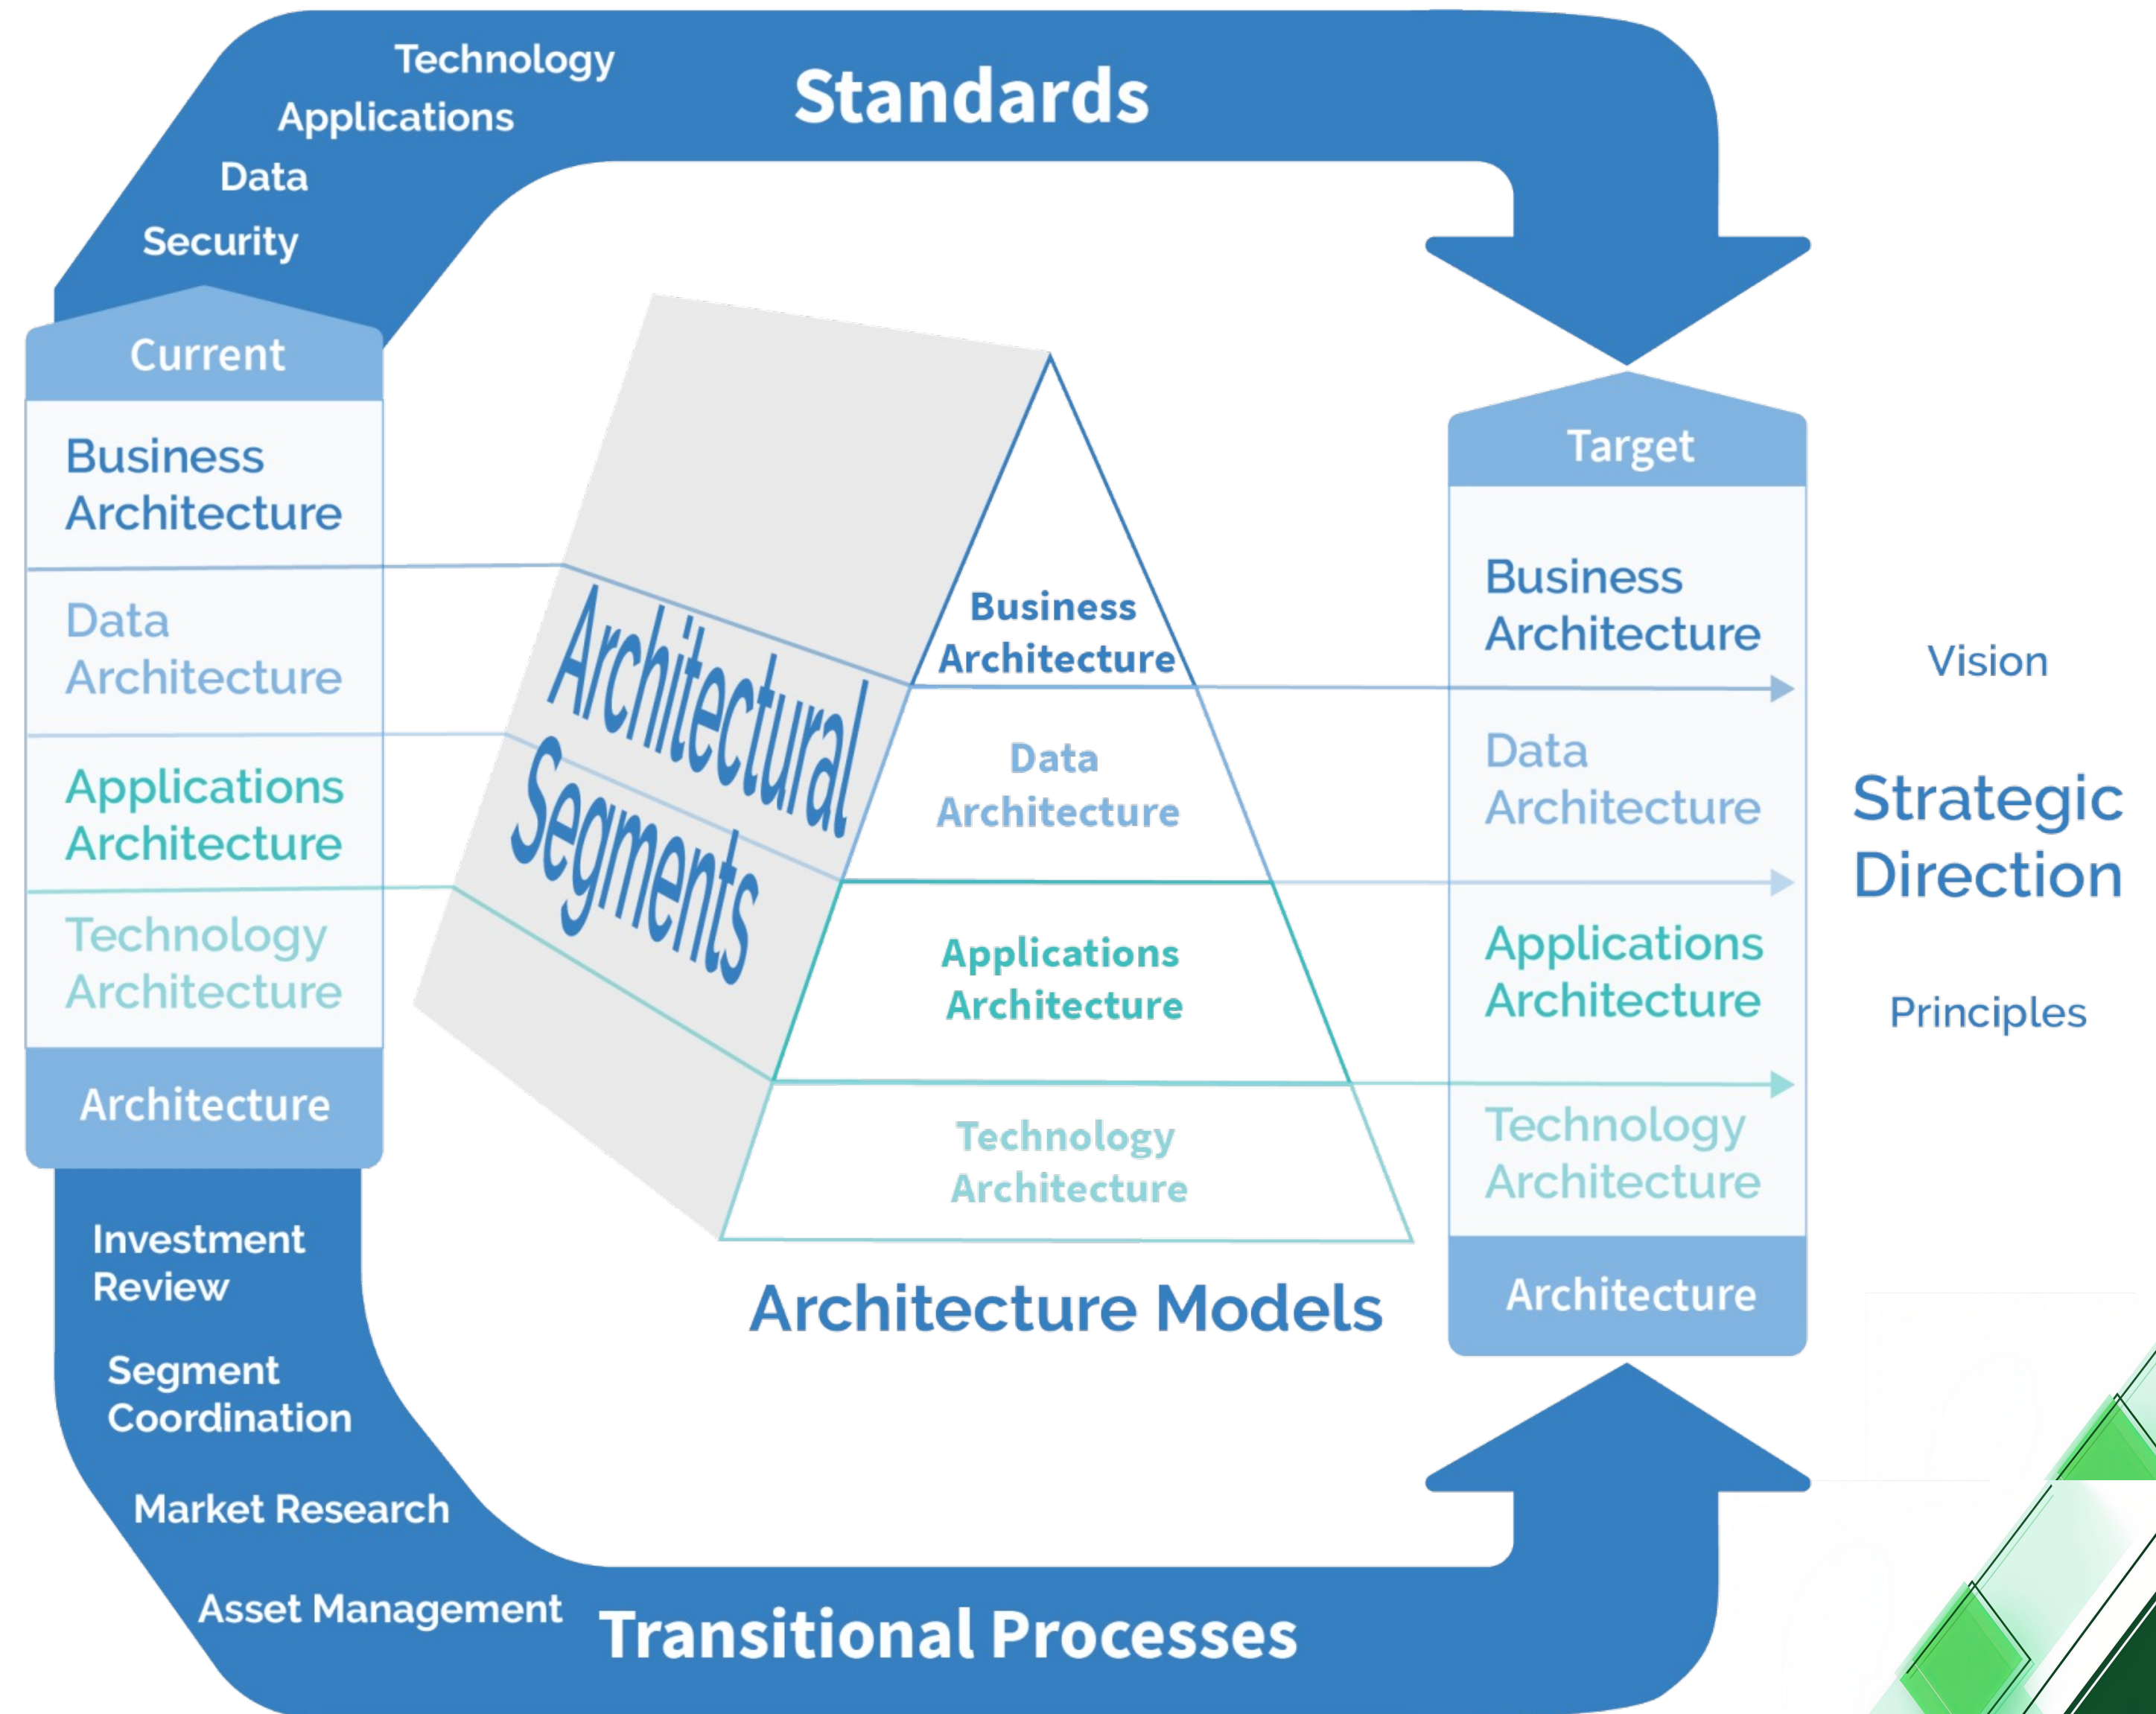 Technology
Applications
Data
Security
Standards
Current
Business
Architecture
Data
Architecture
Applications
Architecture
Technology
Architecture
Architecture
Architectural
Segments
Business
Architecture
Data
Architecture
Applications
Architecture
Technology
Architecture
Architecture Models
Target
Business
Architecture
Data
Architecture
Applications
Architecture
Technology
Architecture
Architecture
Vision
Strategic
Direction
Principles
Investment
Review
Segment
Coordination
Market Research
Asset Management
Transitional Processes